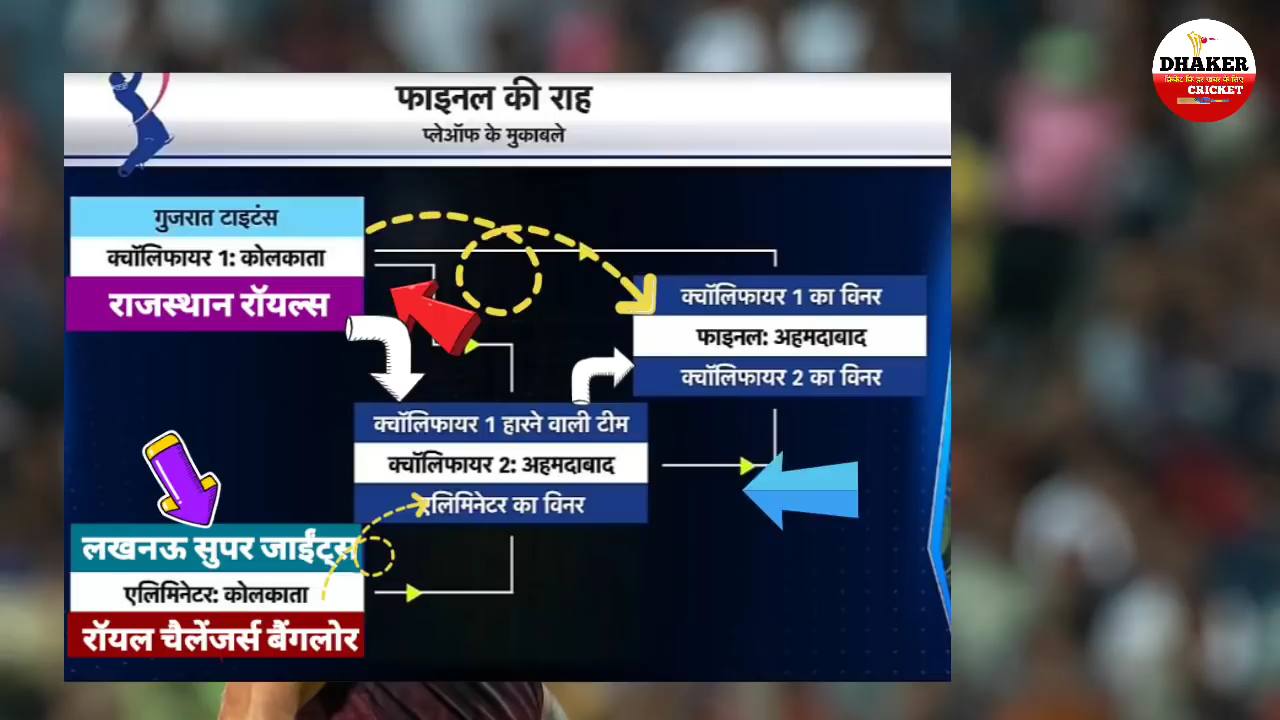 फाइनल की राह
प्लेऑफ के मुकाबले
DHAKER
CRICKET
गुजरात टाइटंस
क्वॉलिफायर 1: कोलकाता
राजस्थान रॉयल्स
क्वॉलिफायर 1 का विनर
फाइनल: अहमदाबाद
क्वॉलिफायर 2 का विनर
क्वॉलिफायर 1 हारने वाली टीम
क्वॉलिफायर 2: अहमदाबाद
एलिमिनेटर का विनर
लखनऊ सुपर जाईंट्स
एलिमिनेटर: कोलकाता
रॉयल चैलेंजर्स बैंगलोर